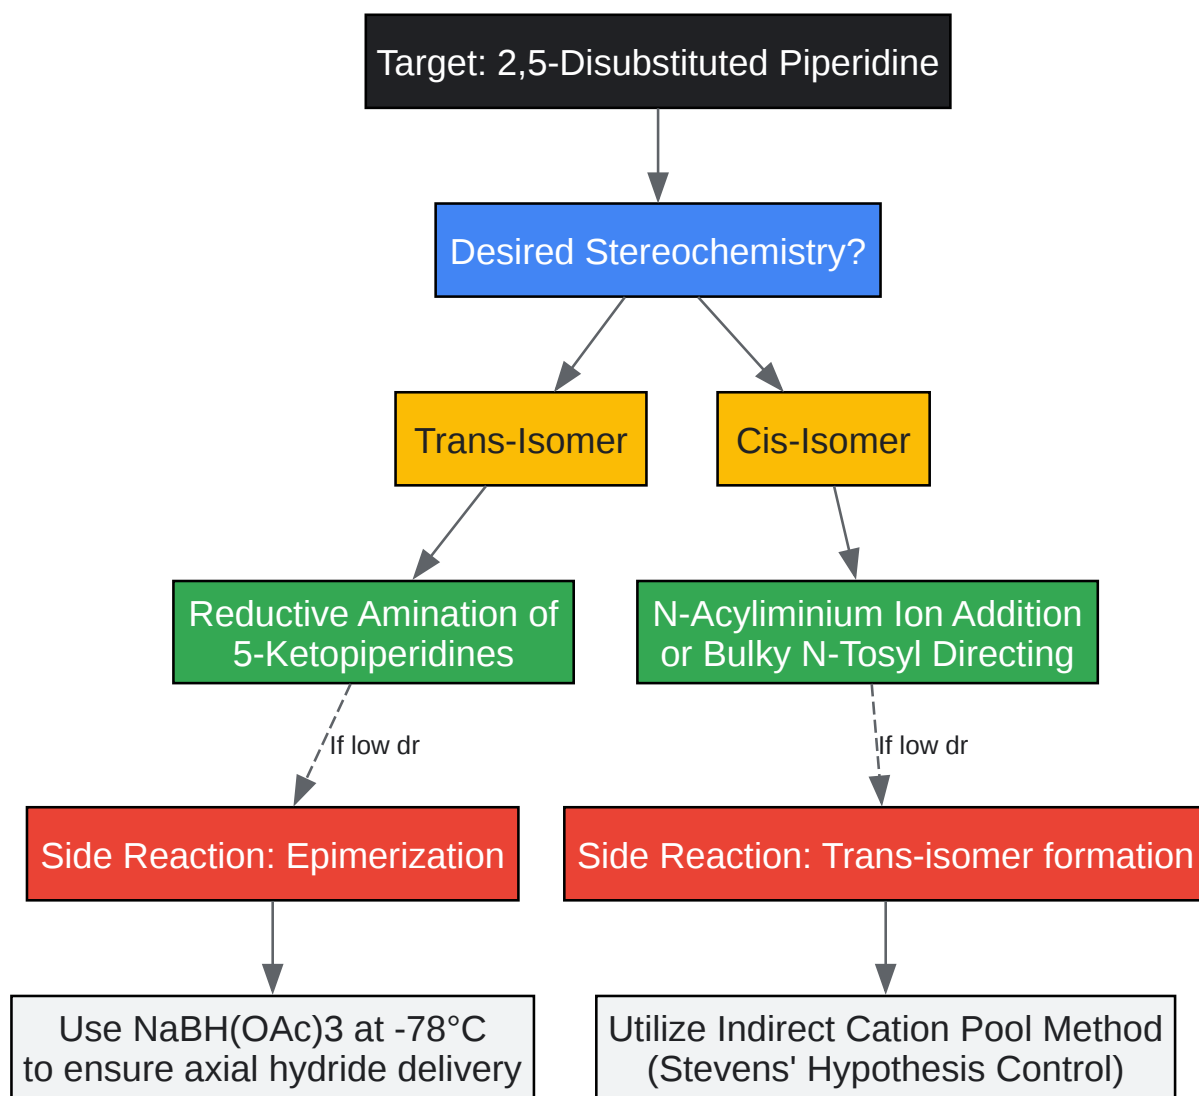 Target: 2,5-Disubstituted Piperidine
Desired Stereochemistry?
Trans-Isomer
Cis-Isomer
Reductive Amination of
5-Ketopiperidines
N-Acyliminium Ion Addition
or Bulky N-Tosyl Directing
If low dr
If low dr
Side Reaction: Epimerization
Side Reaction: Trans-isomer formation
Use NaBH(OAc)3 at -78°C
to ensure axial hydride delivery
Utilize Indirect Cation Pool Method
(Stevens' Hypothesis Control)